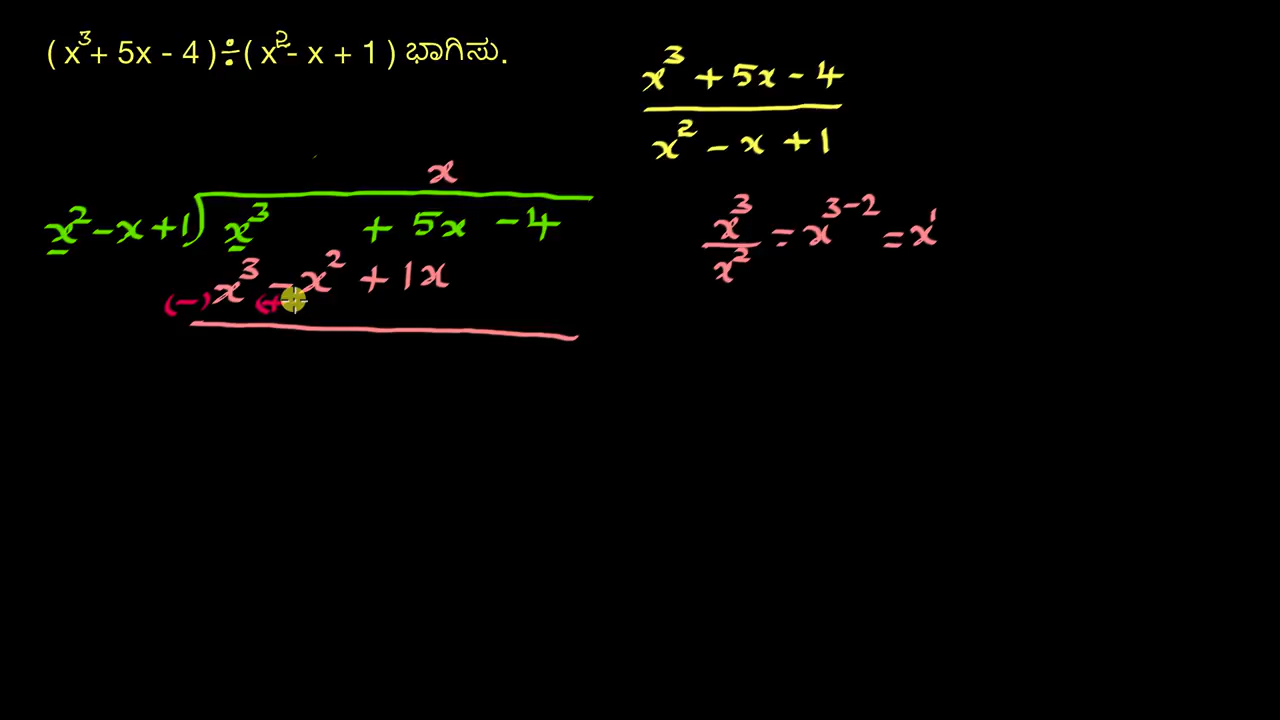 ( x³ + 5x - 4 ) ÷ ( x² - x + 1 ) ಭಾಗಿಸು.
x³ + 5x - 4
x² - x + 1
x
x² - x + 1 ) x³ + 5x - 4
x³ - x² + 1x
(-) (+
x³
x² = x³⁻² = x¹